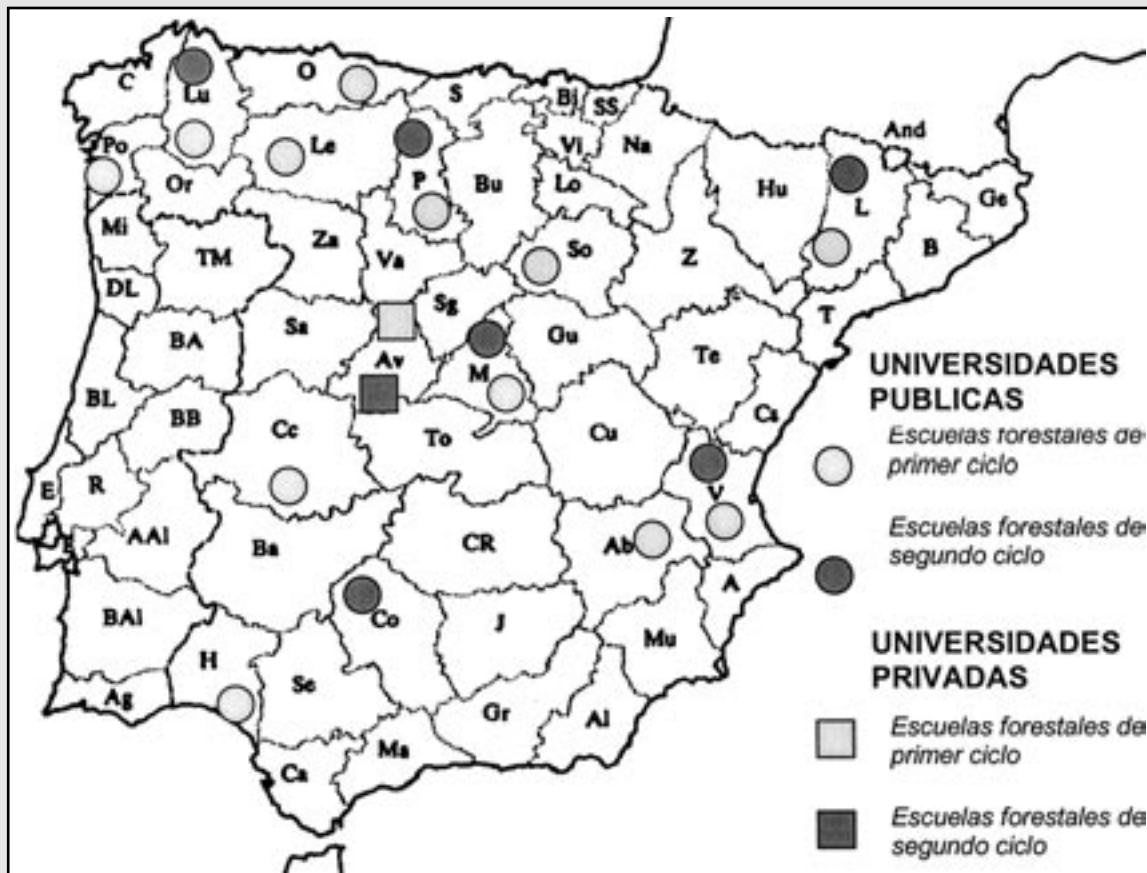 C
Lu
O
S
Bi
SS
Po
Or
Le
P
Bu
Vi
Lo
Na
Hu
And
L
Ge
B
Mi
TM
Za
Va
So
Z
T
DL
BA
Sa
Sg
Av
M
Gu
Te
Cs
BL
BB
Cc
To
Cu
V
E
R
AAl
Ba
CR
Ab
A
BAl
H
Se
Co
J
Mu
Ag
Ca
Ma
Gr
Al
UNIVERSIDADES
PUBLICAS
Escuelas forestales de
primer ciclo
Escuelas forestales de
segundo ciclo
UNIVERSIDADES
PRIVADAS
Escuelas forestales de
primer ciclo
Escuelas forestales de
segundo ciclo